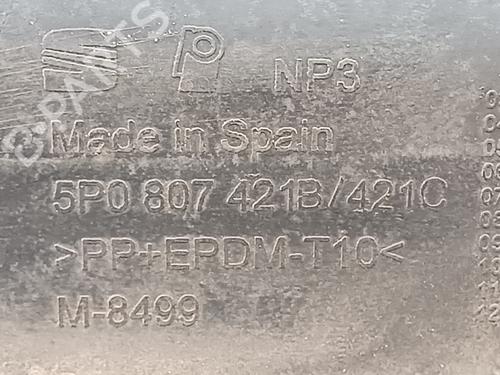 NP3
Made in Spain
5P0 807 421B/421C
>PP+EPDM-T10<
M-8499